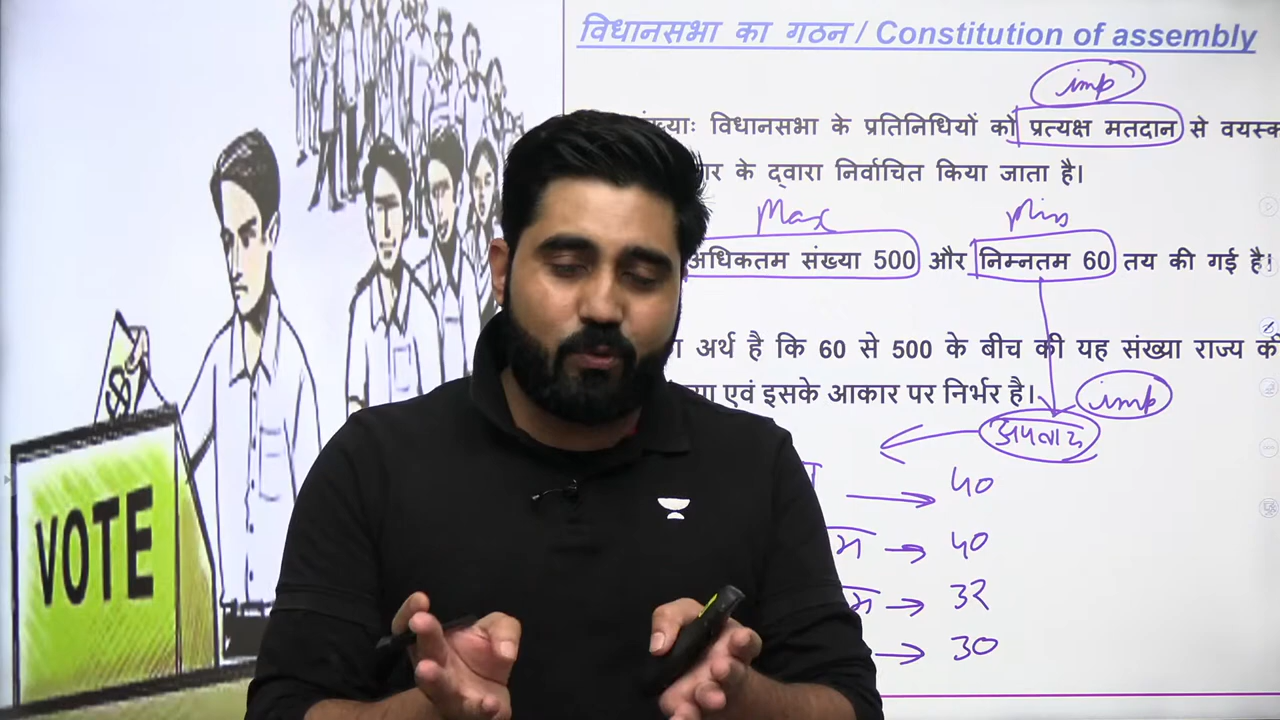 विधानसभा का गठन / Constitution of assembly
imp
विधानसभा के प्रतिनिधियों को प्रत्यक्ष मतदान से वयस्क
के द्वारा निर्वाचित किया जाता है।
Max Min
अधिकतम संख्या 500 और निम्नतम 60 तय की गई है।
अर्थ है कि 60 से 500 के बीच की यह संख्या राज्य की
एवं इसके आकार पर निर्भर है।
imp
अपवाद
40
40
32
30
VOTE
$